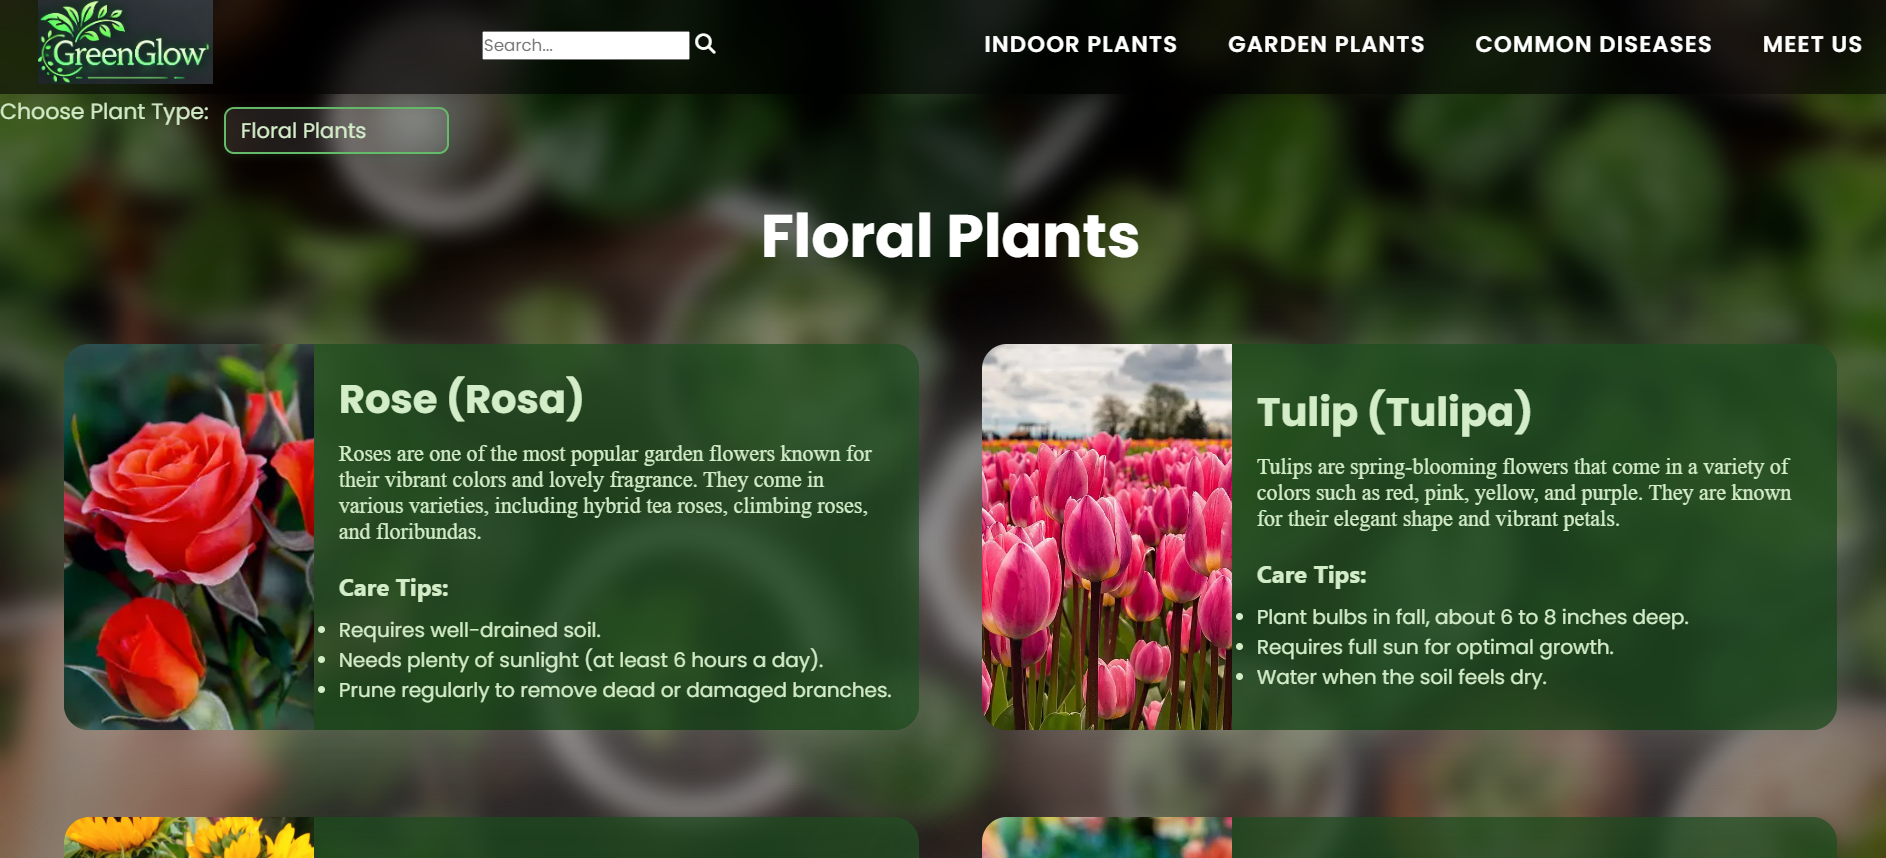 GreenGlow
Search...
INDOOR PLANTS
GARDEN PLANTS
COMMON DISEASES
MEET US
Choose Plant Type:
Floral Plants
Floral Plants
Rose (Rosa)
Roses are one of the most popular garden flowers known for
their vibrant colors and lovely fragrance. They come in
various varieties, including hybrid tea roses, climbing roses,
and floribundas.
Care Tips:
• Requires well-drained soil.
• Needs plenty of sunlight (at least 6 hours a day).
• Prune regularly to remove dead or damaged branches.
Tulip (Tulipa)
Tulips are spring-blooming flowers that come in a variety of
colors such as red, pink, yellow, and purple. They are known
for their elegant shape and vibrant petals.
Care Tips:
• Plant bulbs in fall, about 6 to 8 inches deep.
• Requires full sun for optimal growth.
• Water when the soil feels dry.